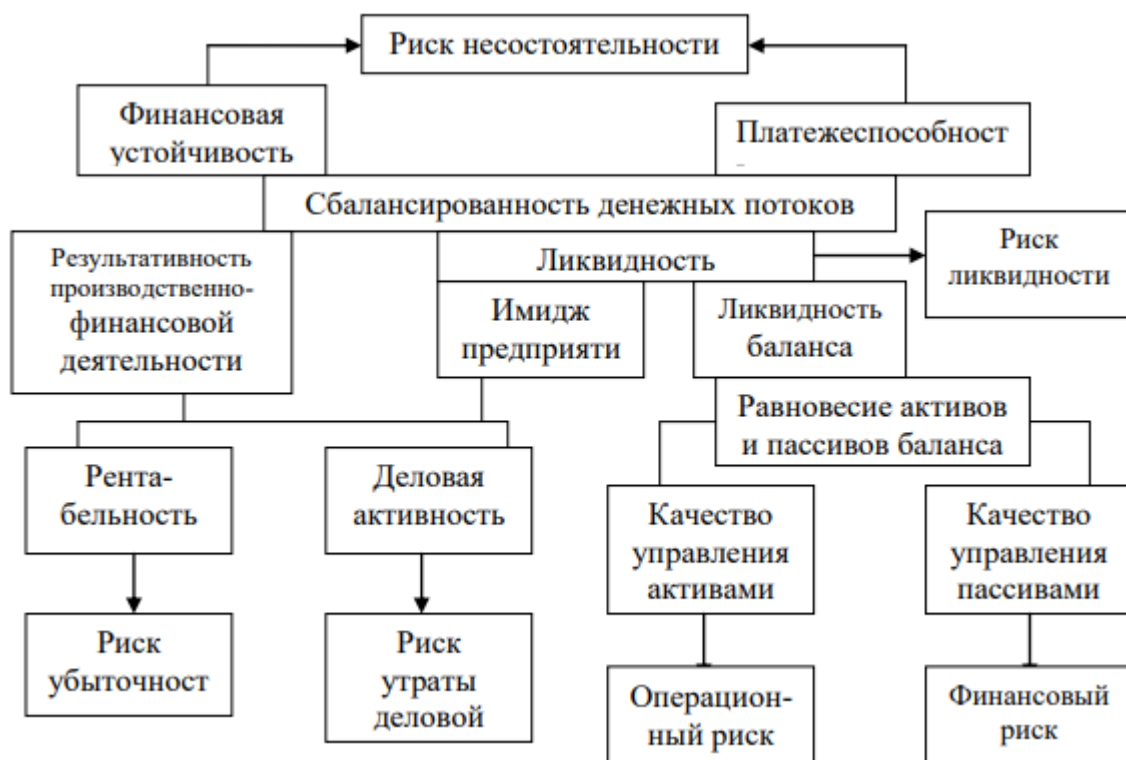 Риск несостоятельности
Финансовая
устойчивость
Платежеспособност
Сбалансированность денежных потоков
Результативность
производственно-
финансовой
деятельности
Ликвидность
Риск
ликвидности
Имидж
предприяти
Ликвидность
баланса
Равновесие активов
и пассивов баланса
Рента-
бельность
Деловая
активность
Качество
управления
активами
Качество
управления
пассивами
Риск
убыточност
Риск
утраты
деловой
Операцион-
ный риск
Финансовый
риск